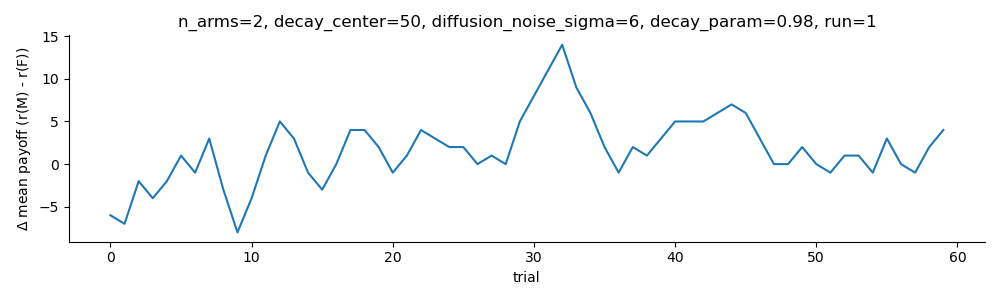 n_arms=2, decay_center=50, diffusion_noise_sigma=6, decay_param=0.98, run=1
Δ mean payoff (r(M) - r(F))
15
10
5
0
−5
0 10 20 30 40 50 60
trial